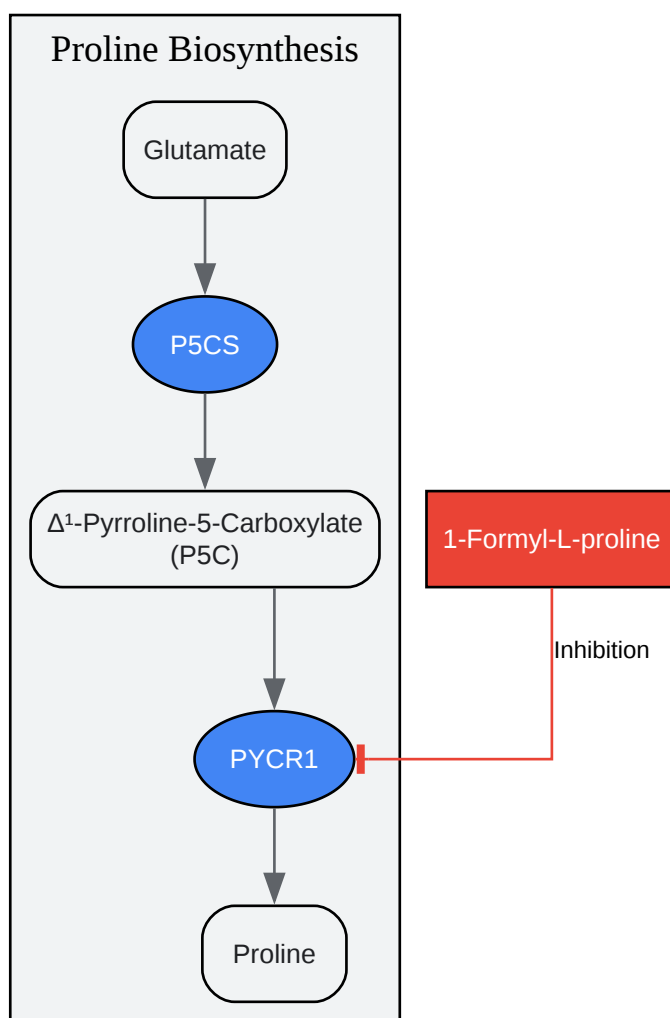 Proline Biosynthesis
Glutamate
P5CS
Δ¹-Pyrroline-5-Carboxylate
(P5C)
1-Formyl-L-proline
Inhibition
PYCR1
Proline